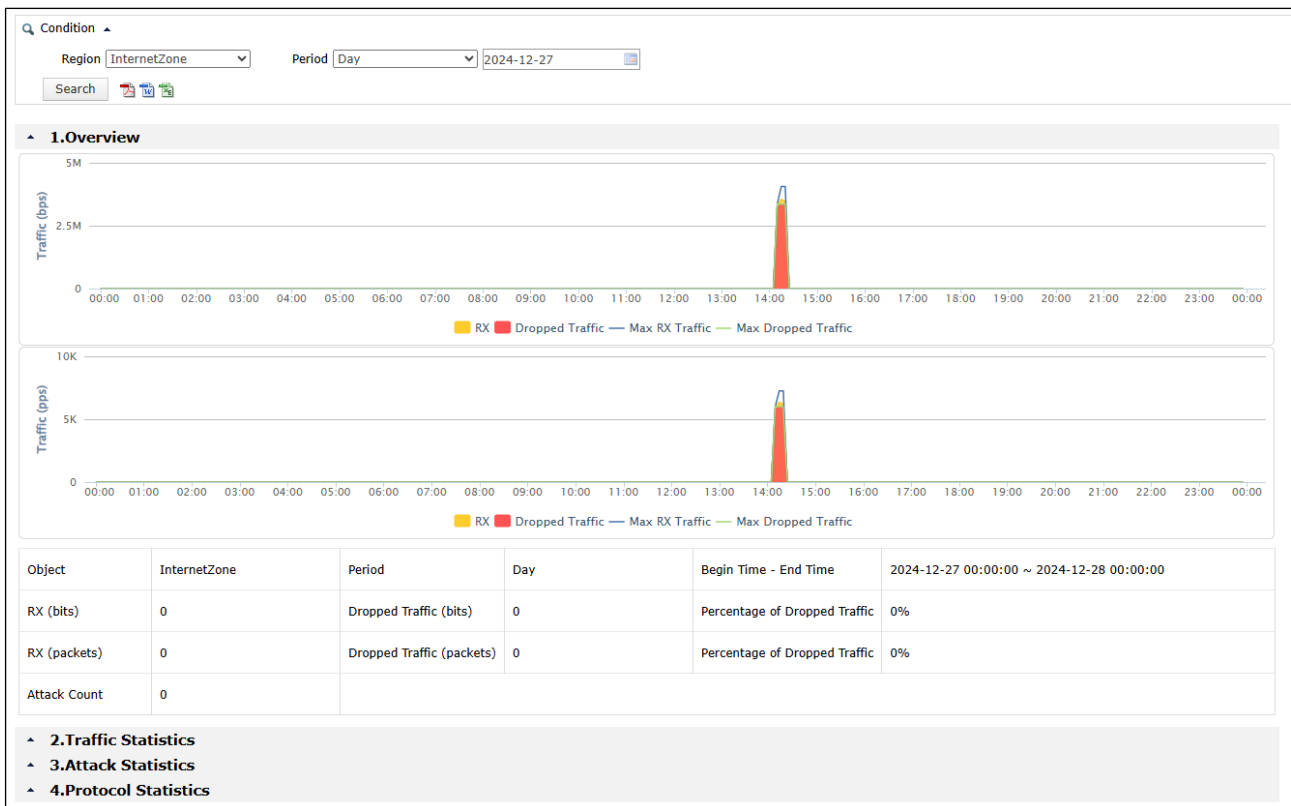 Condition
Region InternetZone Period Day 2024-12-27
Search
1.Overview
5M
2.5M
0
Traffic (bps)
00:00 01:00 02:00 03:00 04:00 05:00 06:00 07:00 08:00 09:00 10:00 11:00 12:00 13:00 14:00 15:00 16:00 17:00 18:00 19:00 20:00 21:00 22:00 23:00 00:00
RX Dropped Traffic Max RX Traffic Max Dropped Traffic
10K
5K
0
Traffic (pps)
00:00 01:00 02:00 03:00 04:00 05:00 06:00 07:00 08:00 09:00 10:00 11:00 12:00 13:00 14:00 15:00 16:00 17:00 18:00 19:00 20:00 21:00 22:00 23:00 00:00
RX Dropped Traffic Max RX Traffic Max Dropped Traffic
Object InternetZone Period Day Begin Time - End Time 2024-12-27 00:00:00 ~ 2024-12-28 00:00:00
RX (bits) 0 Dropped Traffic (bits) 0 Percentage of Dropped Traffic 0%
RX (packets) 0 Dropped Traffic (packets) 0 Percentage of Dropped Traffic 0%
Attack Count 0
2.Traffic Statistics
3.Attack Statistics
4.Protocol Statistics